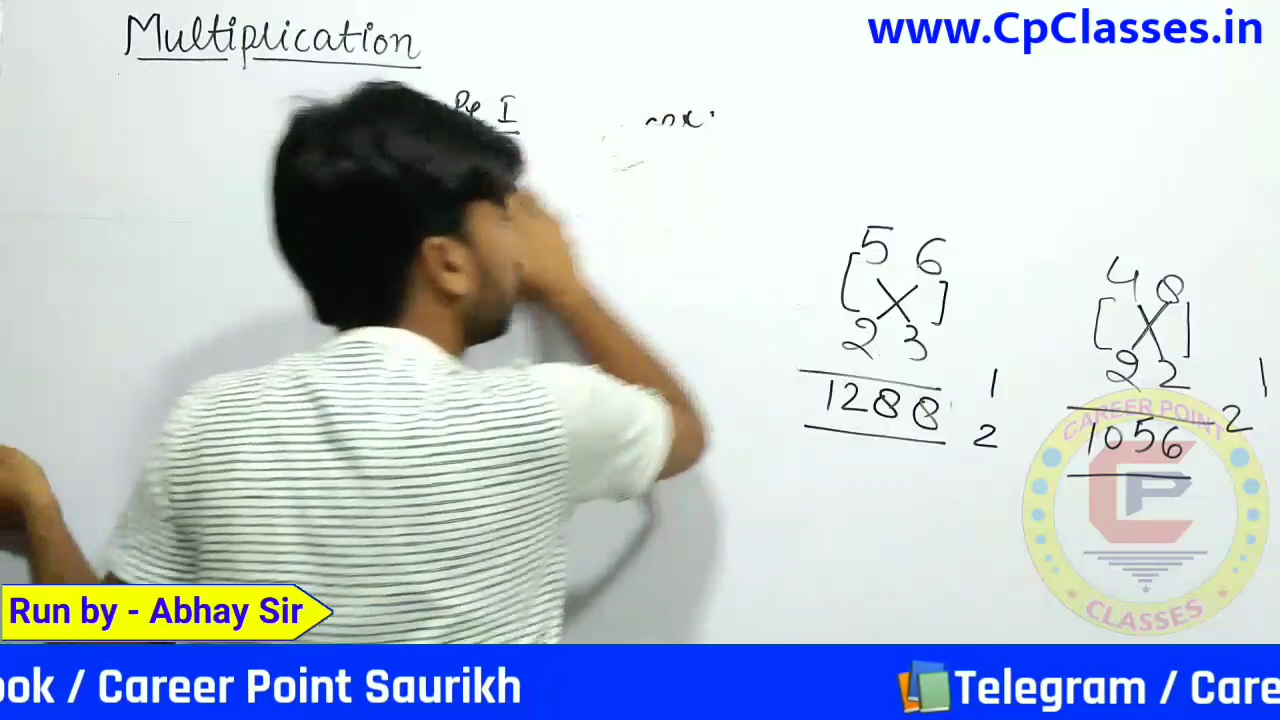 www.CpClasses.in
Multiplication
I
5 6
2 3
1288
1
2
4 8
2 2
1056
1
2
CAREER POINT
CP
CLASSES
Run by - Abhay Sir
ook / Career Point Saurikh
Telegram / Care